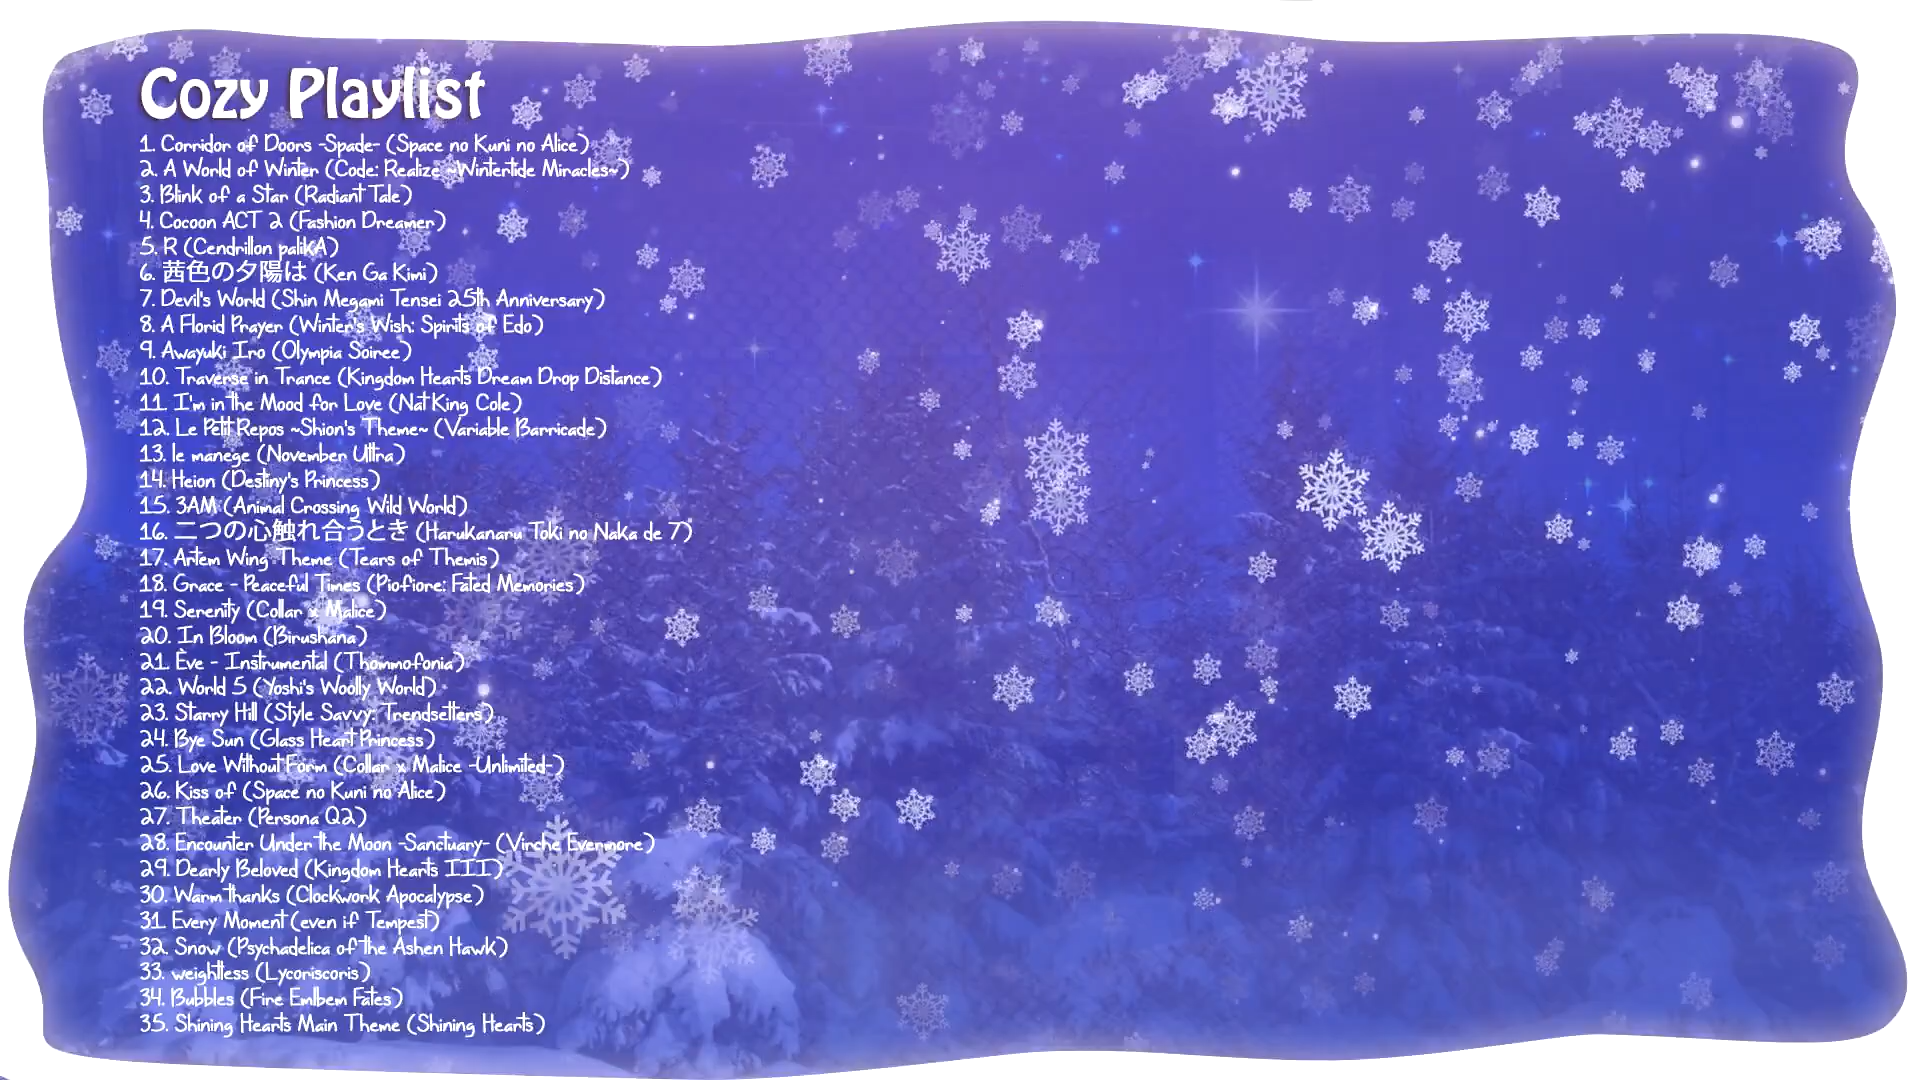 Cozy Playlist
1. Corridor of Doors -Spade- (Space no Kuni no Alice)
2. A World of Winter (Code: Realize ~Wintertide Miracles~)
3. Blink of a Star (Radiant Tale)
4. Cocoon ACT 2 (Fashion Dreamer)
5. R (Cendrillon palikA)
6. 茜色の夕陽は (Ken Ga Kimi)
7. Devil's World (Shin Megami Tensei 25th Anniversary)
8. A Florid Prayer (Winter's Wish: Spirits of Edo)
9. Awayuki Iro (Olympia Soiree)
10. Traverse in Trance (Kingdom Hearts Dream Drop Distance)
11. I'm in the Mood for Love (Nat King Cole)
12. Le Petit Repos ~Shion's Theme~ (Variable Barricade)
13. le manege (November Ultra)
14. Heion (Destiny's Princess)
15. 3AM (Animal Crossing Wild World)
16. 二つの心触れ合うとき (Harukanaru Toki no Naka de 7)
17. Artem Wing Theme (Tears of Themis)
18. Grace - Peaceful Times (Piofiore: Fated Memories)
19. Serenity (Collar x Malice)
20. In Bloom (Birushana)
21. Ève - Instrumental (Thommofonia)
22. World 5 (Yoshi's Woolly World)
23. Starry Hill (Style Savvy: Trendsetters)
24. Bye Sun (Glass Heart Princess)
25. Love Without Form (Collar x Malice -Unlimited-)
26. Kiss of (Space no Kuni no Alice)
27. Theater (Persona Q2)
28. Encounter Under the Moon -Sanctuary- (Virche Evermore)
29. Dearly Beloved (Kingdom Hearts III)
30. Warm thanks (Clockwork Apocalypse)
31. Every Moment (even if Tempest)
32. Snow (Psychadelica of the Ashen Hawk)
33. weightless (Lycoriscoris)
34. Bubbles (Fire Emlbem Fates)
35. Shining Hearts Main Theme (Shining Hearts)